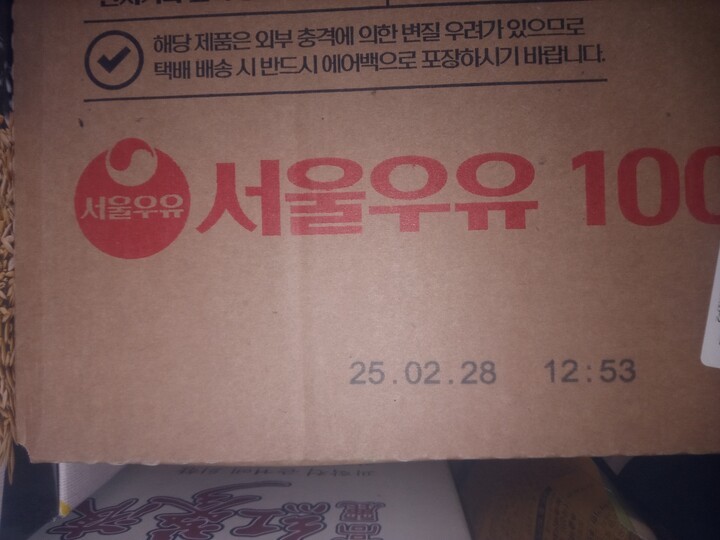 해당 제품은 외부 충격에 의한 변질 우려가 있으므로
택배 배송 시 반드시 에어백으로 포장하시기 바랍니다.
서울우유
서울우유 100
25.02.28 12:53